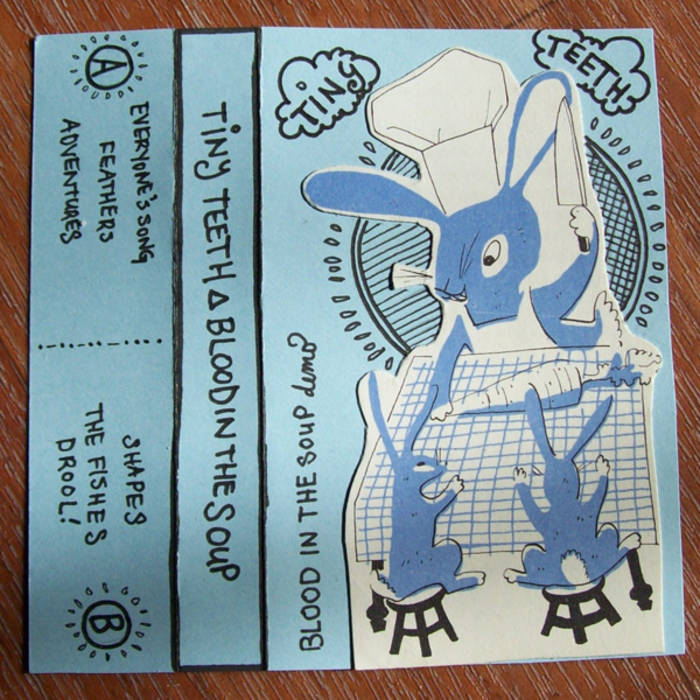 A
EVERYONE'S SONG
FEATHERS
ADVENTURES
SHAPES
THE FISHES
DROOL!
B
TINY TEETH Δ BLOOD IN THE SOUP
BLOOD IN THE SOUP demo
TINY
TEETH